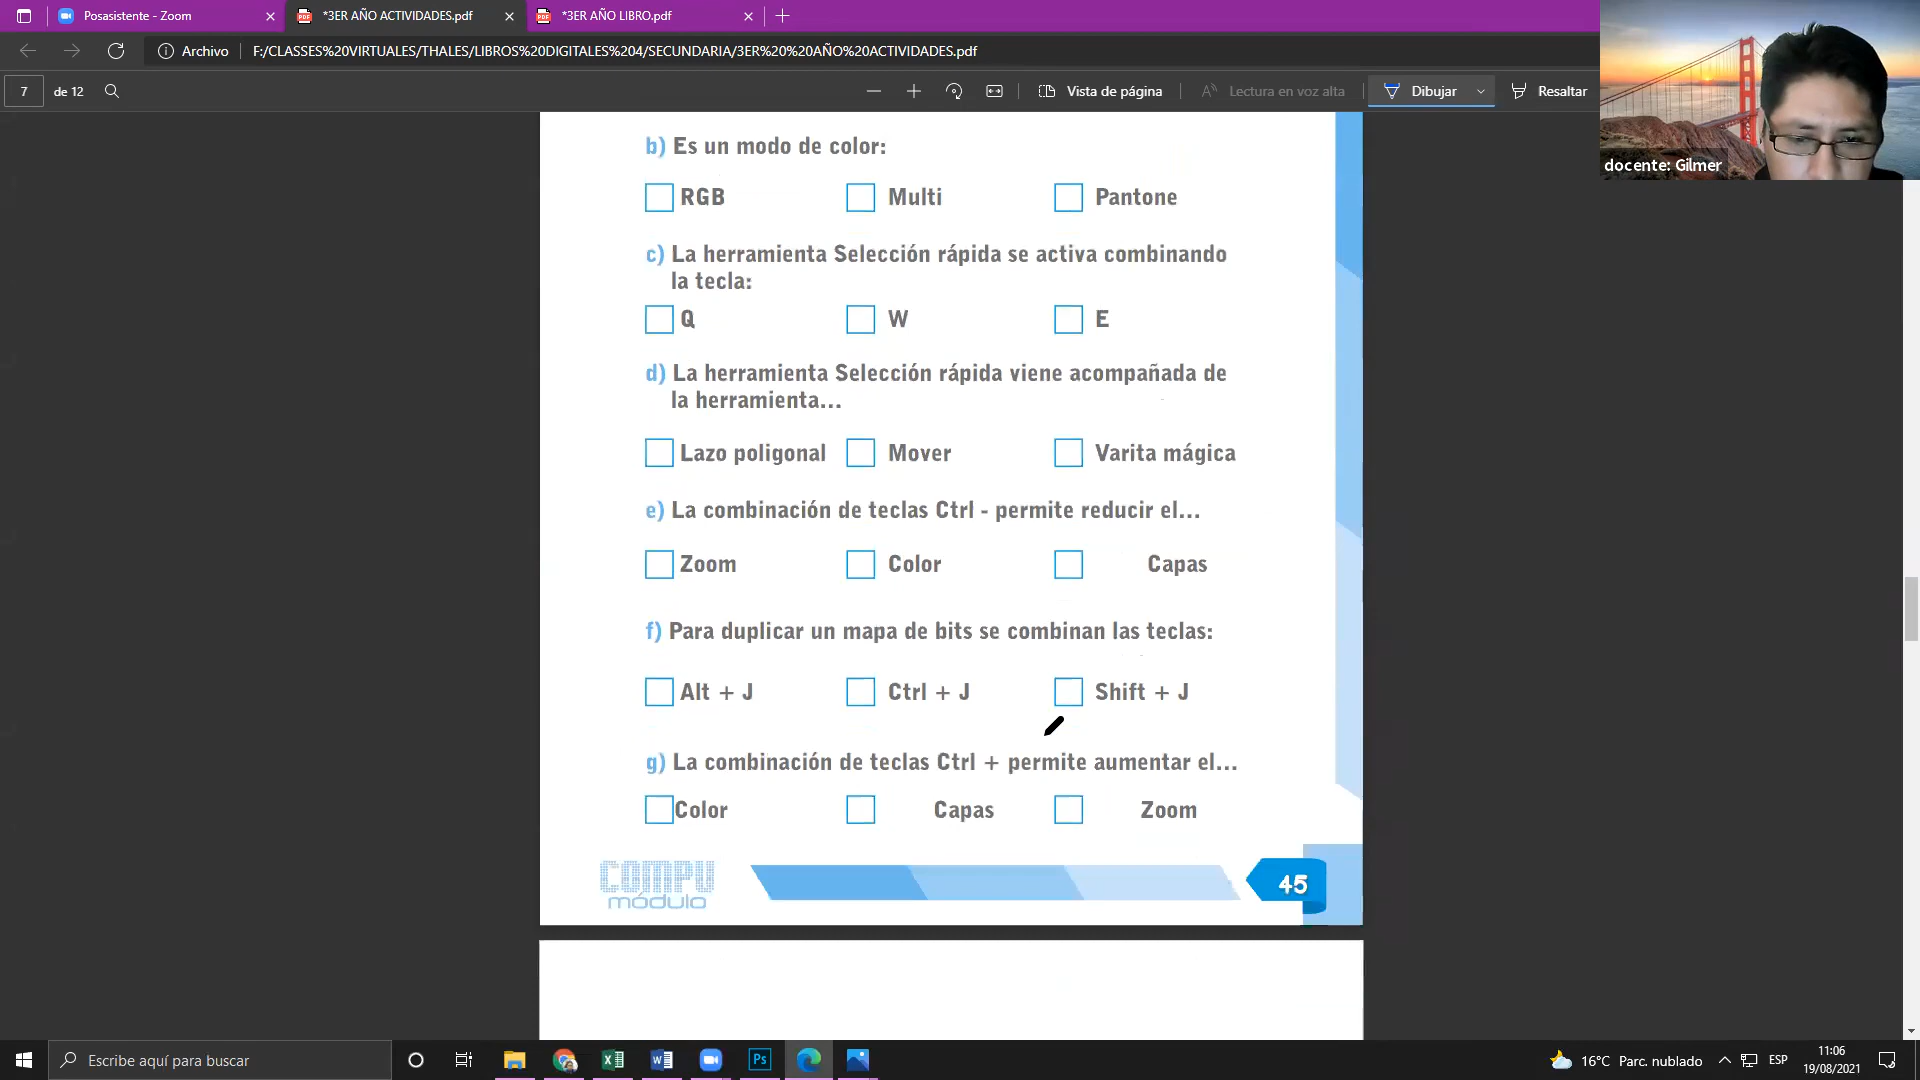 Posasistente - Zoom
*3ER AÑO ACTIVIDADES.pdf
*3ER AÑO LIBRO.pdf
Archivo
F:/CLASSES%20VIRTUALES/THALES/LIBROS%20DIGITALES%204/SECUNDARIA/3ER%20%20AÑO%20ACTIVIDADES.pdf
7 de 12
Vista de página
Lectura en voz alta
Dibujar
Resaltar
docente: Gilmer
b) Es un modo de color:
RGB Multi Pantone
c) La herramienta Selección rápida se activa combinando
la tecla:
Q W E
d) La herramienta Selección rápida viene acompañada de
la herramienta...
Lazo poligonal Mover Varita mágica
e) La combinación de teclas Ctrl - permite reducir el...
Zoom Color Capas
f) Para duplicar un mapa de bits se combinan las teclas:
Alt + J Ctrl + J Shift + J
g) La combinación de teclas Ctrl + permite aumentar el...
Color Capas Zoom
COMPU
módulo
45
Escribe aquí para buscar
Ps
16°C Parc. nublado
ESP
11:06
19/08/2021